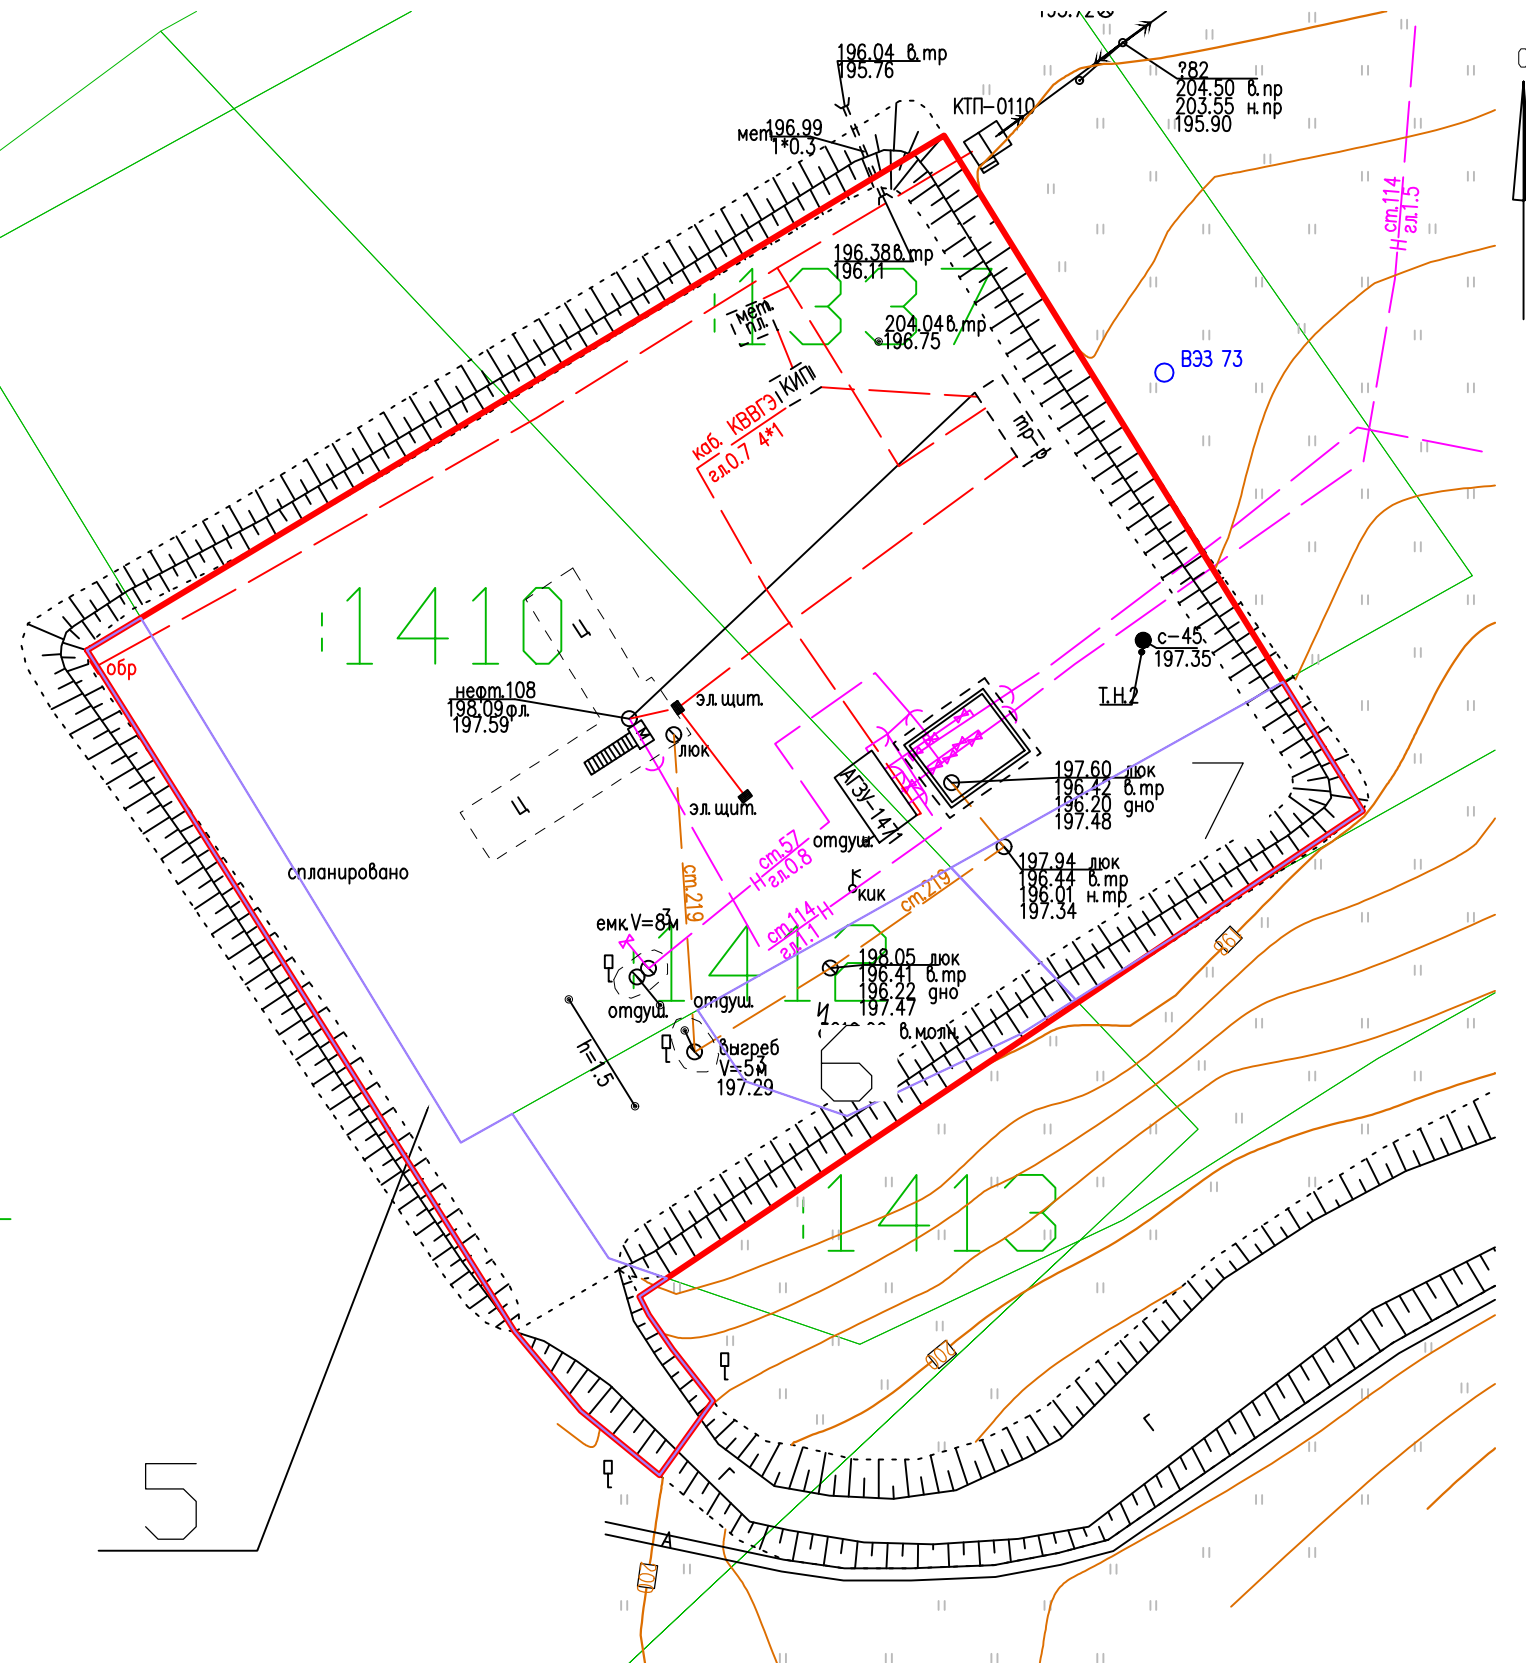 196.04 в.тр
195.76
?82
204.50 в.пр
203.55 н.пр
195.90
КТП-0110
мет.
196.99
1*0.3
Н ст.114
гл.1.5
196.38 в.тр
196.11
:1337
мет.
пл.
204.04 в.тр.
196.75
ВЭЗ 73
КИП
каб. КВВГЭ
гл.0.7 4*1
тр-р
:1410
Ц
обр
с-45
197.35
Т.Н.2
нефт.108
198.09 фл.
197.59
м
эл.щит.
люк
Ц
эл.щит.
АГЗУ-1471
197.60 люк
196.12 в.тр
196.20 дно
197.48
7
отдуш.
спланировано
Н ст.57
гл.0.8
197.94 люк
196.44 в.тр
196.01 н.тр
197.34
к
кик
ст.219
ст.219
емк.V=8м3
ст.114 Н
гл.1.1
198.05 люк
196.41 в.тр
196.22 дно
197.47
отдуш.
отдуш.
И
в.молн.
6
выгреб
V=5м3
197.29
h=1.5
:1413
5
Г
Г
А